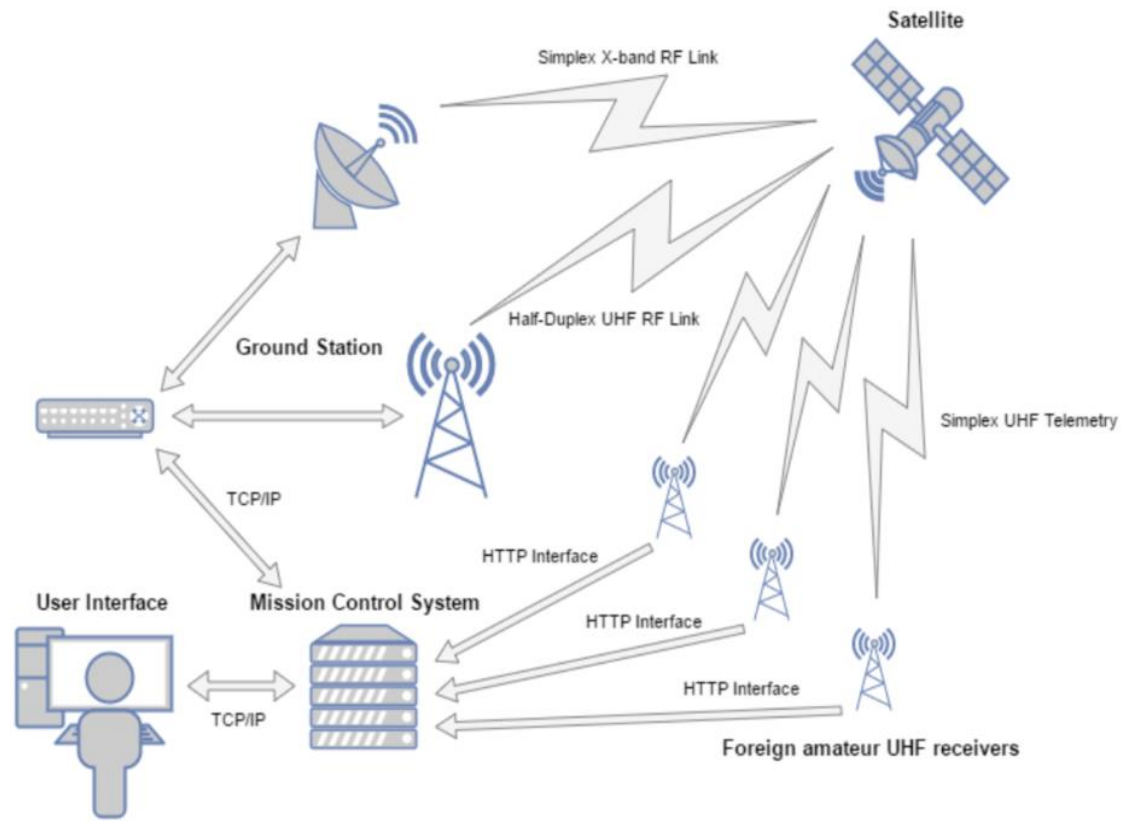 Satellite
Simplex X-band RF Link
Half-Duplex UHF RF Link
Ground Station
Simplex UHF Telemetry
TCP/IP
HTTP Interface
User Interface
Mission Control System
HTTP Interface
HTTP Interface
TCP/IP
Foreign amateur UHF receivers